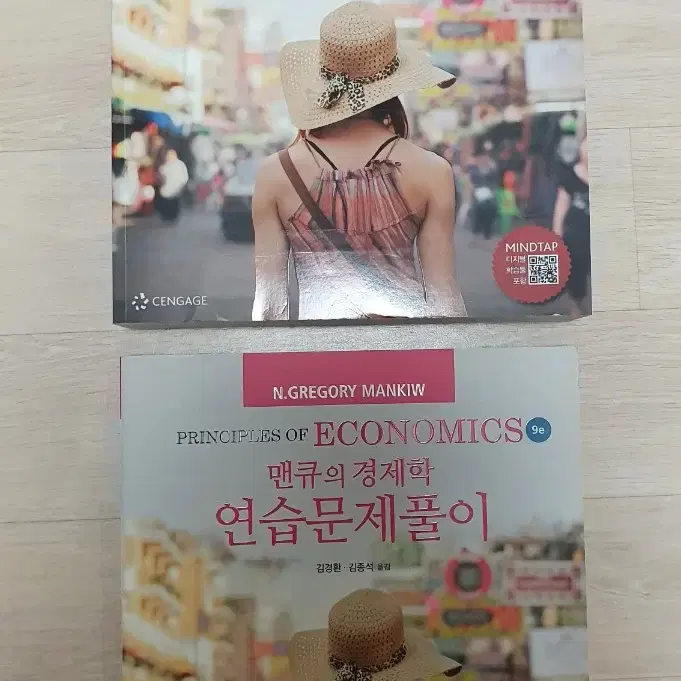 MINDTAP
디지털
학습툴
포함
CENGAGE
N.GREGORY MANKIW
PRINCIPLES OF ECONOMICS 9e
맨큐의 경제학
연습문제풀이
김경환 · 김종석 옮김